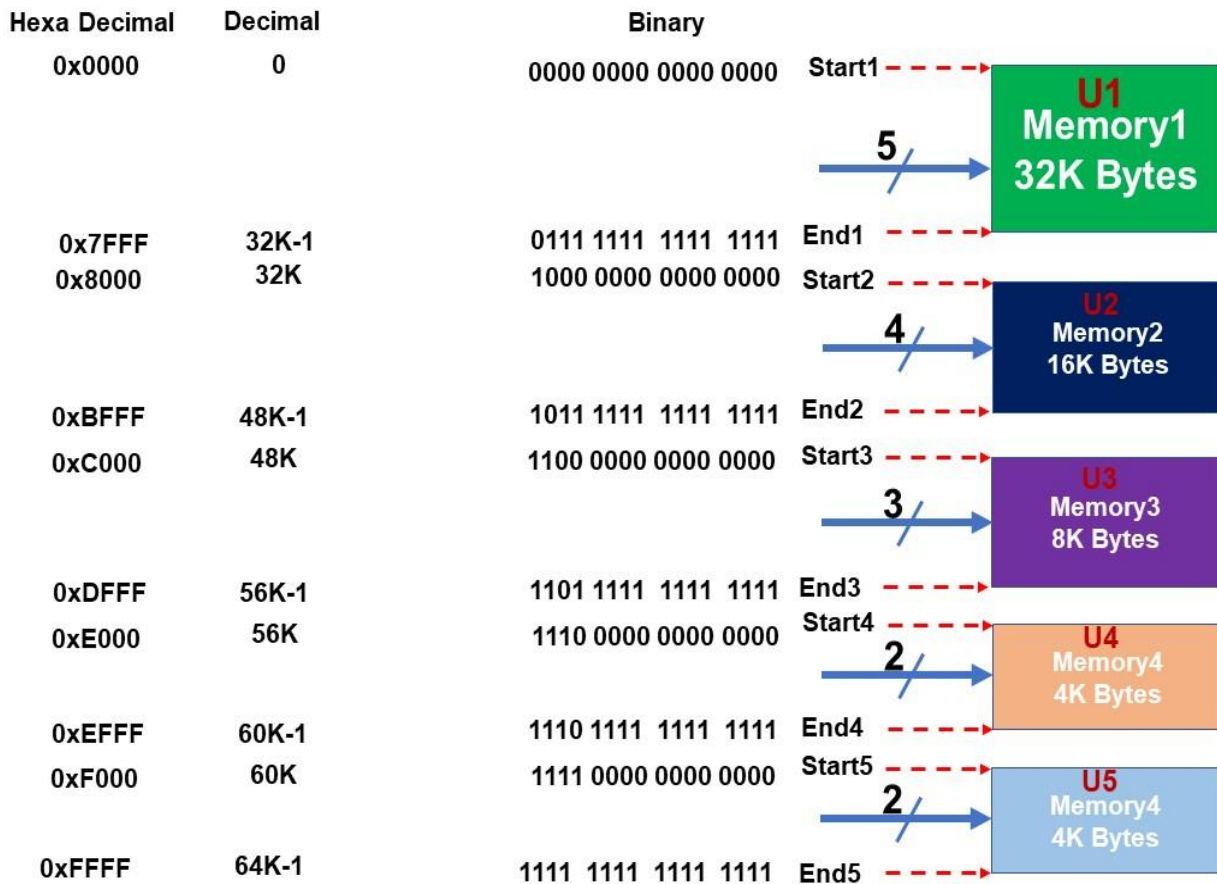 Hexa Decimal Decimal Binary
0x0000 0 0000 0000 0000 0000 Start1
U1
Memory1
32K Bytes
5
0x7FFF 32K-1 0111 1111 1111 1111 End1
0x8000 32K 1000 0000 0000 0000 Start2
U2
Memory2
16K Bytes
4
0xBFFF 48K-1 1011 1111 1111 1111 End2
0xC000 48K 1100 0000 0000 0000 Start3
U3
Memory3
8K Bytes
3
0xDFFF 56K-1 1101 1111 1111 1111 End3
0xE000 56K 1110 0000 0000 0000 Start4
U4
Memory4
4K Bytes
2
0xEFFF 60K-1 1110 1111 1111 1111 End4
0xF000 60K 1111 0000 0000 0000 Start5
U5
Memory4
4K Bytes
2
0xFFFF 64K-1 1111 1111 1111 1111 End5